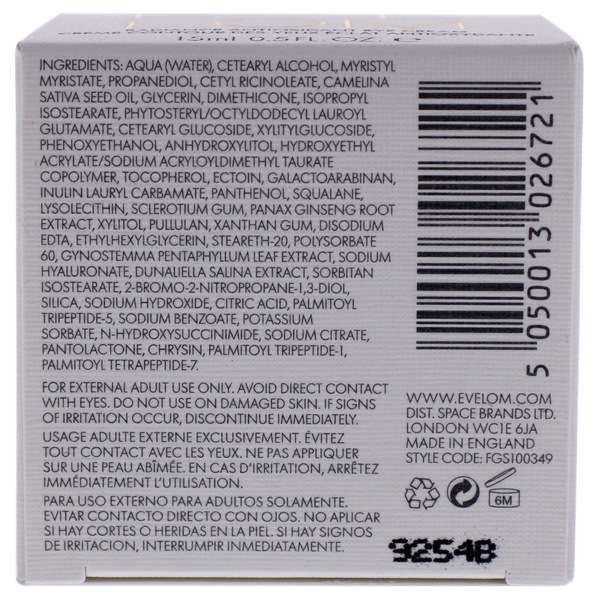 15ml 0.5FL.OZ. ℮
INGREDIENTS: AQUA (WATER), CETEARYL ALCOHOL, MYRISTYL
MYRISTATE, PROPANEDIOL, CETYL RICINOLEATE, CAMELINA
SATIVA SEED OIL, GLYCERIN, DIMETHICONE, ISOPROPYL
ISOSTEARATE, PHYTOSTERYL/OCTYLDODECYL LAUROYL
GLUTAMATE, CETEARYL GLUCOSIDE, XYLITYLGLUCOSIDE,
PHENOXYETHANOL, ANHYDROXYLITOL, HYDROXYETHYL
ACRYLATE/SODIUM ACRYLOYLDIMETHYL TAURATE
COPOLYMER, TOCOPHEROL, ECTOIN, GALACTOARABINAN,
INULIN LAURYL CARBAMATE, PANTHENOL, SQUALANE,
LYSOLECITHIN, SCLEROTIUM GUM, PANAX GINSENG ROOT
EXTRACT, XYLITOL, PULLULAN, XANTHAN GUM, DISODIUM
EDTA, ETHYLHEXYLGLYCERIN, STEARETH-20, POLYSORBATE
60, GYNOSTEMMA PENTAPHYLLUM LEAF EXTRACT, SODIUM
HYALURONATE, DUNALIELLA SALINA EXTRACT, SORBITAN
ISOSTEARATE, 2-BROMO-2-NITROPROPANE-1,3-DIOL,
SILICA, SODIUM HYDROXIDE, CITRIC ACID, PALMITOYL
TRIPEPTIDE-5, SODIUM BENZOATE, POTASSIUM
SORBATE, N-HYDROXYSUCCINIMIDE, SODIUM CITRATE,
PANTOLACTONE, CHRYSIN, PALMITOYL TRIPEPTIDE-1,
PALMITOYL TETRAPEPTIDE-7.
FOR EXTERNAL ADULT USE ONLY. AVOID DIRECT CONTACT
WITH EYES. DO NOT USE ON DAMAGED SKIN. IF SIGNS
OF IRRITATION OCCUR, DISCONTINUE IMMEDIATELY.
USAGE ADULTE EXTERNE EXCLUSIVEMENT. ÉVITEZ
TOUT CONTACT AVEC LES YEUX. NE PAS APPLIQUER
SUR UNE PEAU ABÎMÉE. EN CAS D'IRRITATION, ARRÊTEZ
IMMÉDIATEMENT L'UTILISATION.
PARA USO EXTERNO PARA ADULTOS SOLAMENTE.
EVITAR CONTACTO DIRECTO CON OJOS. NO APLICAR
SI HAY CORTES O HERIDAS EN LA PIEL. SI HAY SIGNOS
DE IRRITACION, INTERRUMPIR INMEDIATAMENTE.
5 050013 026721
WWW.EVELOM.COM
DIST. SPACE BRANDS LTD.
LONDON WC1E 6JA
MADE IN ENGLAND
STYLE CODE: FGS100349
6M
92548